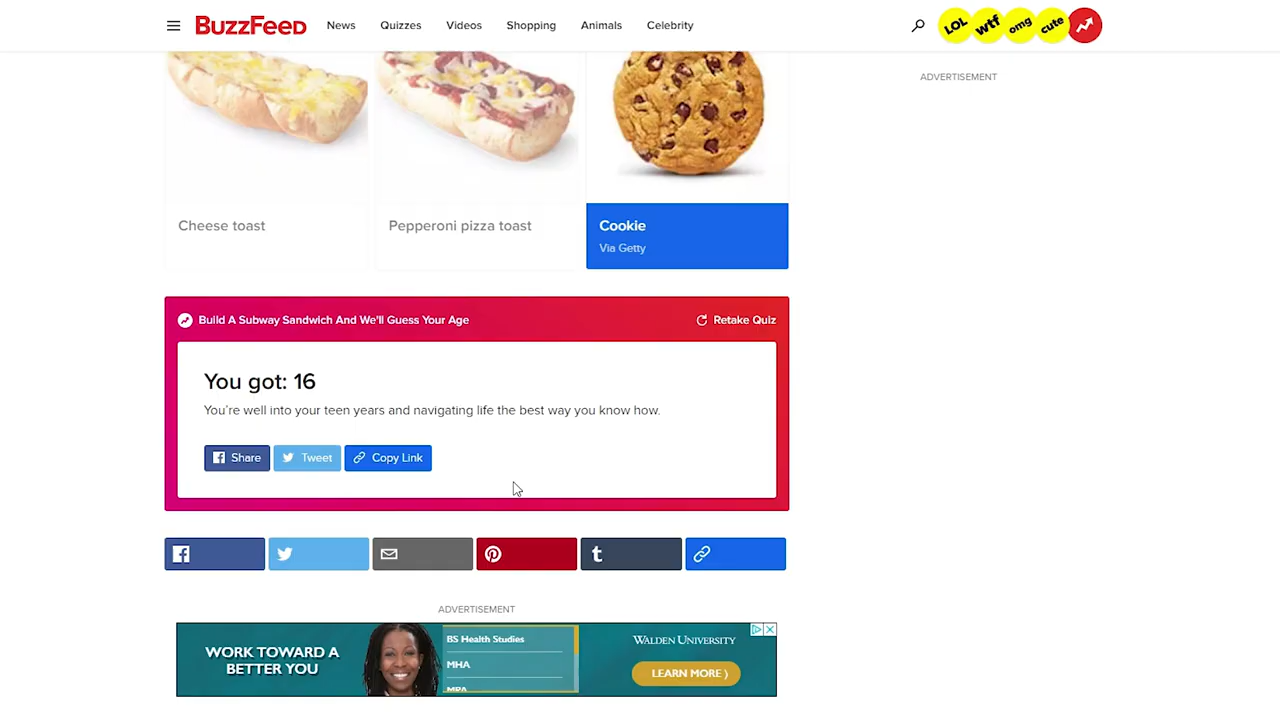 BuzzFeed News Quizzes Videos Shopping Animals Celebrity LOL wtf omg cute
ADVERTISEMENT
Cheese toast Pepperoni pizza toast Cookie
Via Getty
Build A Subway Sandwich And We'll Guess Your Age Retake Quiz
You got: 16
You're well into your teen years and navigating life the best way you know how.
Share Tweet Copy Link
ADVERTISEMENT
WORK TOWARD A
BETTER YOU
BS Health Studies
MHA
MPA
WALDEN UNIVERSITY
LEARN MORE